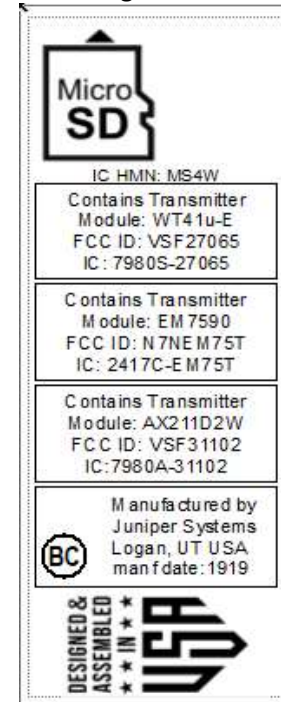 Micro
SD
IC HMN: MS4W
Contains Transmitter
Module: WT41u-E
FCC ID: VSF27065
IC: 7980S-27065
Contains Transmitter
Module: EM7590
FCC ID: N7NEM75T
IC: 2417C-EM75T
Contains Transmitter
Module: AX211D2W
FCC ID: VSF31102
IC:7980A-31102
Manufactured by
Juniper Systems
Logan, UT USA
manf date:1919
BC
DESIGNED &
ASSEMBLED
IN
USA